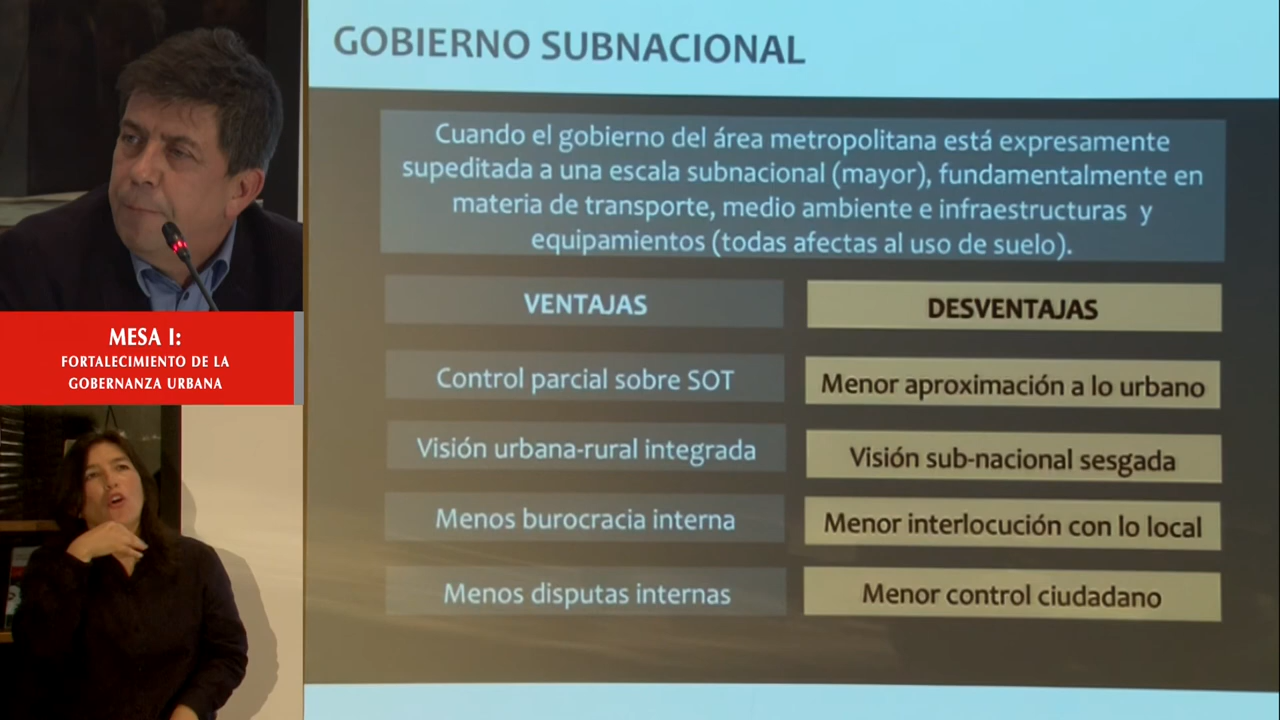 GOBIERNO SUBNACIONAL
Cuando el gobierno del área metropolitana está expresamente
supeditada a una escala subnacional (mayor), fundamentalmente en
materia de transporte, medio ambiente e infraestructuras y
equipamientos (todas afectas al uso de suelo).
VENTAJAS
DESVENTAJAS
Control parcial sobre SOT
Menor aproximación a lo urbano
Visión urbana-rural integrada
Visión sub-nacional sesgada
Menos burocracia interna
Menor interlocución con lo local
Menos disputas internas
Menor control ciudadano
MESA I:
FORTALECIMIENTO DE LA
GOBERNANZA URBANA